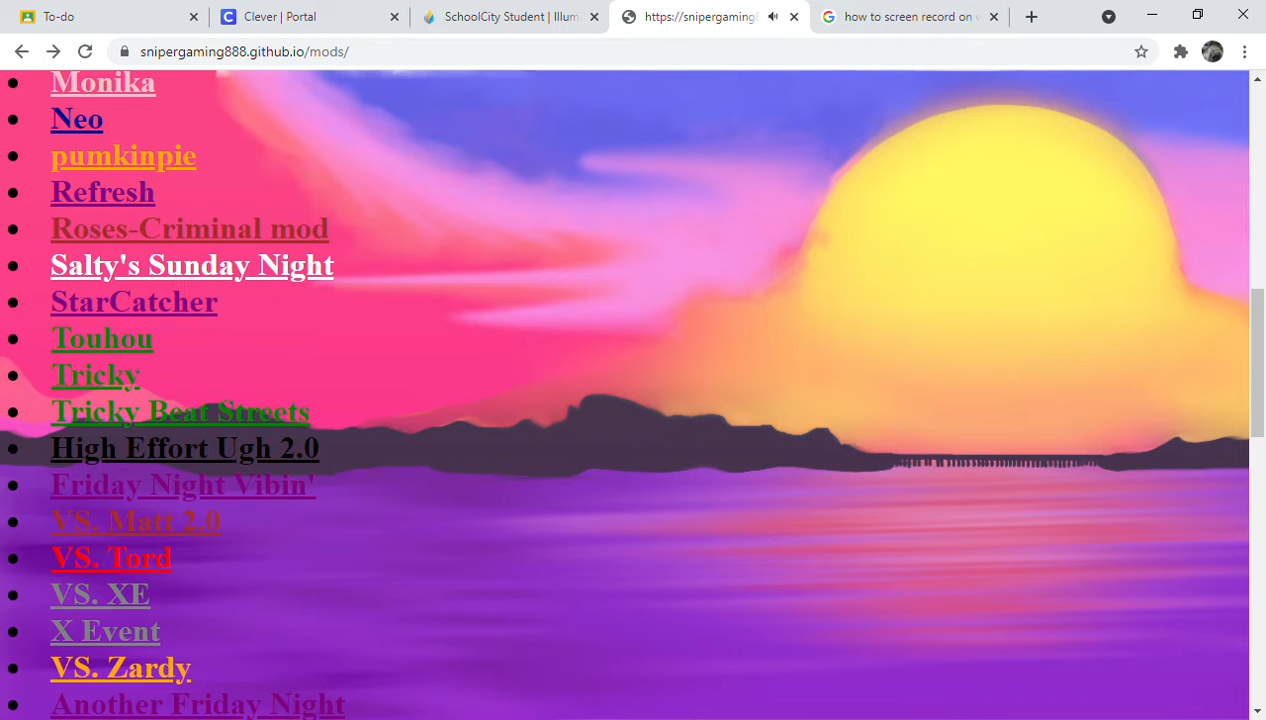 To-do
Clever | Portal
SchoolCity Student | Illum
https://snipergaming8
how to screen record on w
snipergaming888.github.io/mods/
Monika
Neo
pumkinpie
Refresh
Roses-Criminal mod
Salty's Sunday Night
StarCatcher
Touhou
Tricky
Tricky Beat Streets
High Effort Ugh 2.0
Friday Night Vibin'
VS. Matt 2.0
VS. Tord
VS. XE
X Event
VS. Zardy
Another Friday Night